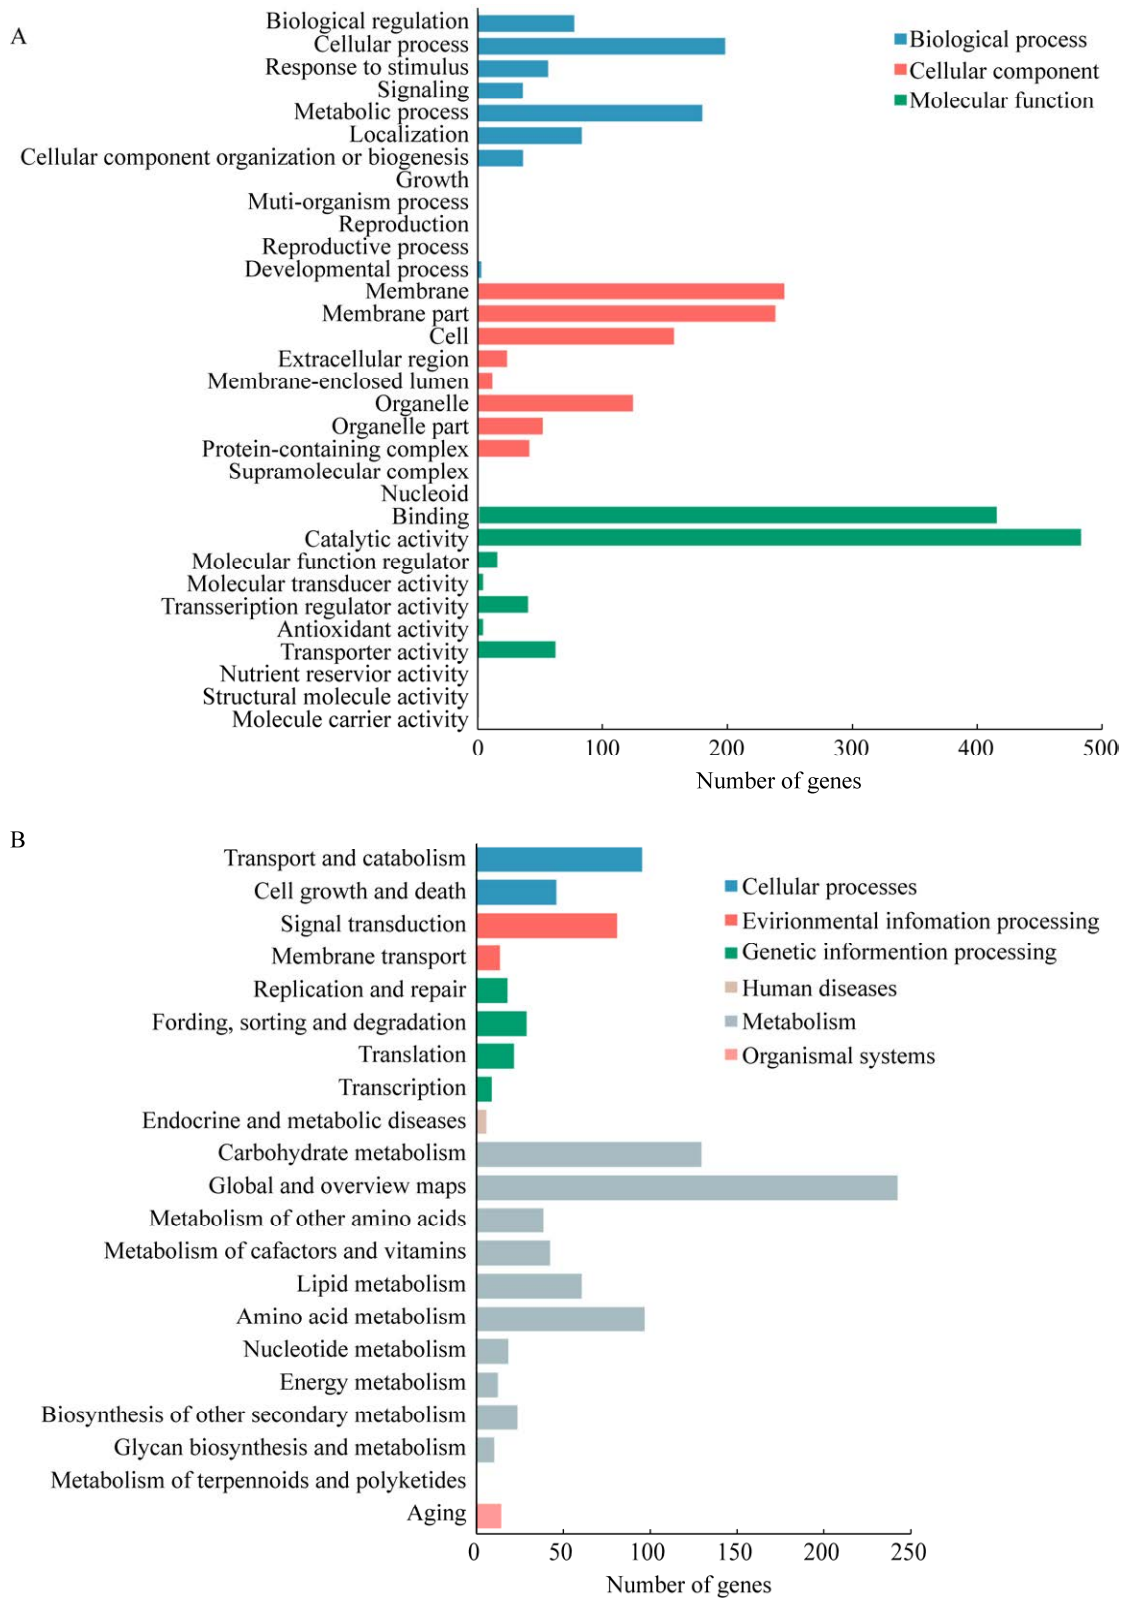 A
Biological regulation
Cellular process
Response to stimulus
Signaling
Metabolic process
Localization
Cellular component organization or biogenesis
Growth
Muti-organism process
Reproduction
Reproductive process
Developmental process
Membrane
Membrane part
Cell
Extracellular region
Membrane-enclosed lumen
Organelle
Organelle part
Protein-containing complex
Supramolecular complex
Nucleoid
Binding
Catalytic activity
Molecular function regulator
Molecular transducer activity
Transseription regulator activity
Antioxidant activity
Transporter activity
Nutrient reservior activity
Structural molecule activity
Molecule carrier activity
Biological process
Cellular component
Molecular function
0 100 200 300 400 500
Number of genes
B
Transport and catabolism
Cell growth and death
Signal transduction
Membrane transport
Replication and repair
Fording, sorting and degradation
Translation
Transcription
Endocrine and metabolic diseases
Carbohydrate metabolism
Global and overview maps
Metabolism of other amino acids
Metabolism of cafactors and vitamins
Lipid metabolism
Amino acid metabolism
Nucleotide metabolism
Energy metabolism
Biosynthesis of other secondary metabolism
Glycan biosynthesis and metabolism
Metabolism of terpennoids and polyketides
Aging
Cellular processes
Evirionmental infomation processing
Genetic informention processing
Human diseases
Metabolism
Organismal systems
0 50 100 150 200 250
Number of genes